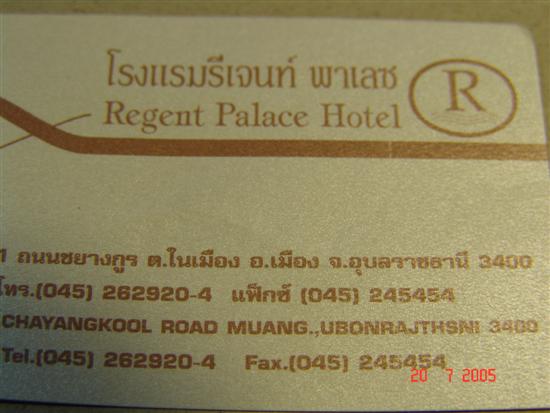 โรงแรมรีเจนท์ พาเลซ
Regent Palace Hotel
R
1 ถนนชยางกูร ต.ในเมือง อ.เมือง จ.อุบลราชธานี 3400
โทร.(045) 262920-4 แฟ็กซ์ (045) 245454
CHAYANGKOOL ROAD MUANG.,UBONRAJTHSNI 3400
Tel.(045) 262920-4 Fax.(045) 245454
20 7 2005